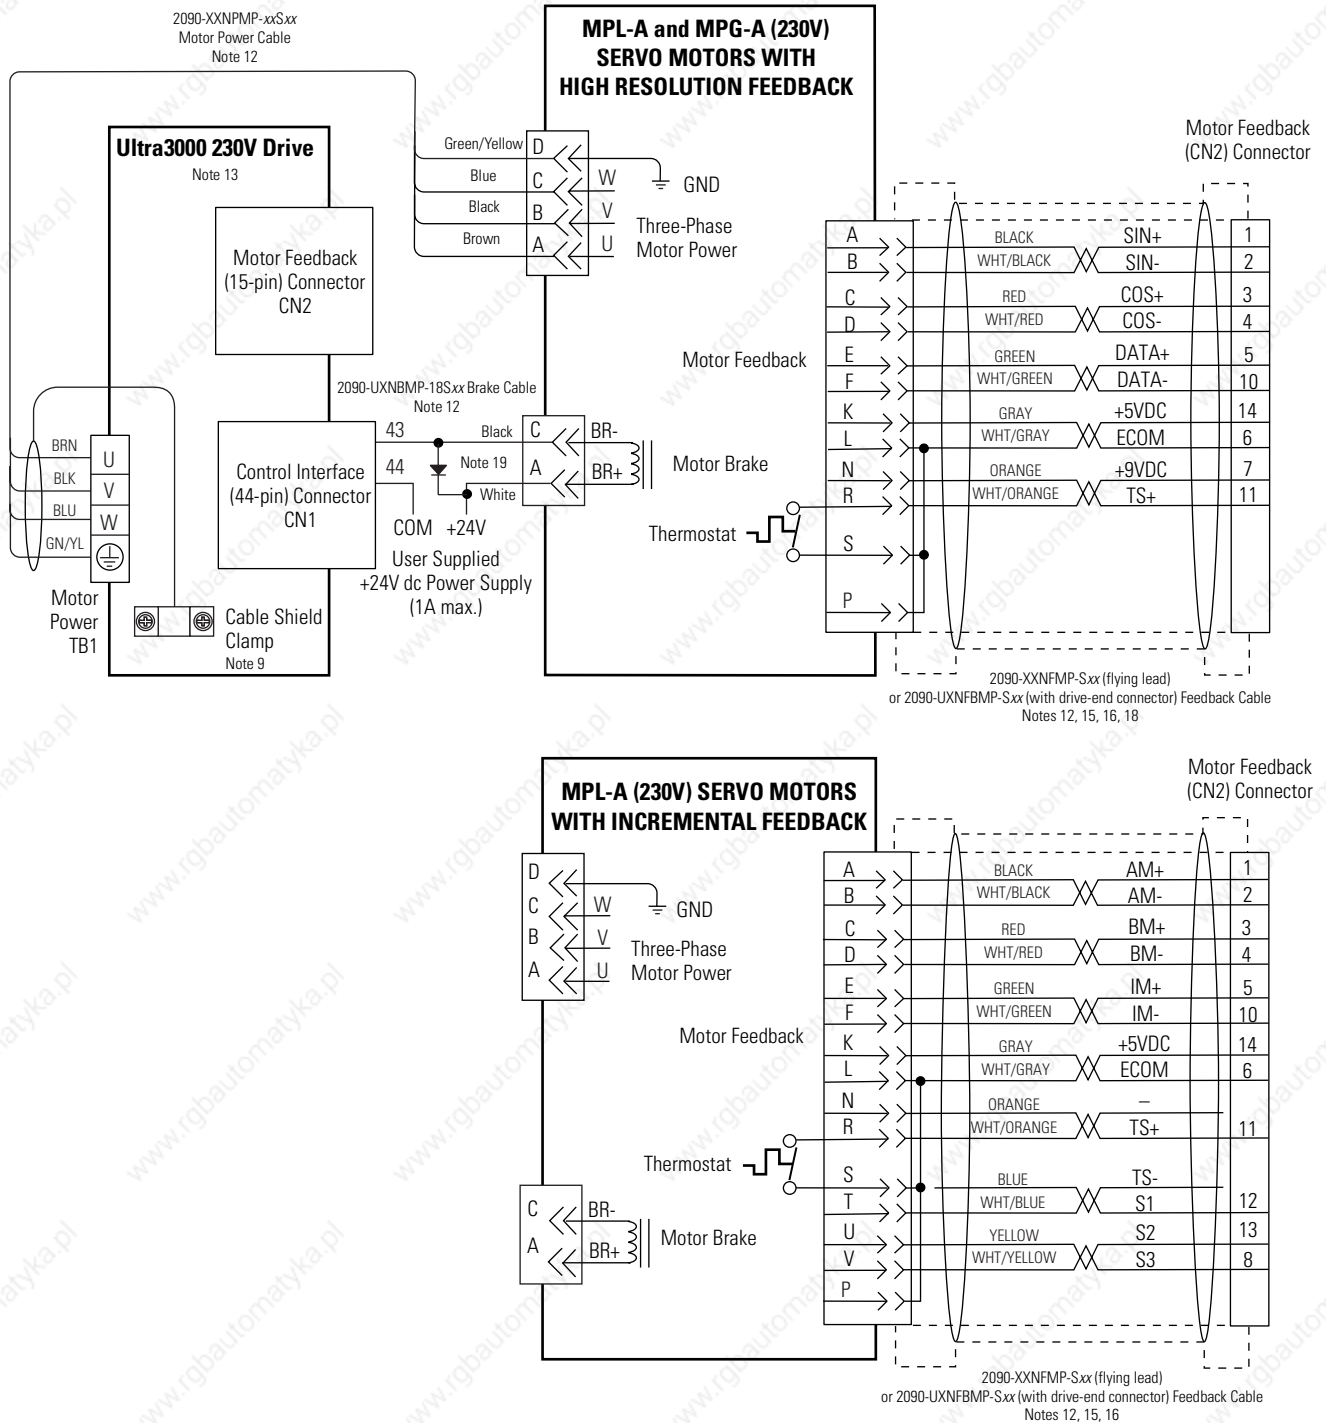 2090-XXNPMP-xxSxx
Motor Power Cable
Note 12
MPL-A and MPG-A (230V)
SERVO MOTORS WITH
HIGH RESOLUTION FEEDBACK
Motor Feedback
(CN2) Connector
Ultra3000 230V Drive
Note 13
Green/Yellow D
Blue C W
GND
Black B V
Brown A U
Three-Phase
Motor Power
Motor Feedback
(15-pin) Connector
CN2
A BLACK SIN+ 1
B WHT/BLACK SIN- 2
C RED COS+ 3
D WHT/RED COS- 4
Motor Feedback
E GREEN DATA+ 5
F WHT/GREEN DATA- 10
K GRAY +5VDC 14
L WHT/GRAY ECOM 6
N ORANGE +9VDC 7
R WHT/ORANGE TS+ 11
S
P
2090-UXNBMP-18Sxx Brake Cable
Note 12
43 Black C BR-
44 Note 19 A BR+
White
Motor Brake
Thermostat
Control Interface
(44-pin) Connector
CN1
COM +24V
User Supplied
+24V dc Power Supply
(1A max.)
BRN U
BLK V
BLU W
GN/YL
Motor
Power
TB1
Cable Shield
Clamp
Note 9
2090-XXNFMP-Sxx (flying lead)
or 2090-UXNFBMP-Sxx (with drive-end connector) Feedback Cable
Notes 12, 15, 16, 18
MPL-A (230V) SERVO MOTORS
WITH INCREMENTAL FEEDBACK
Motor Feedback
(CN2) Connector
D
C W
GND
B V
A U
Three-Phase
Motor Power
A BLACK AM+ 1
B WHT/BLACK AM- 2
C RED BM+ 3
D WHT/RED BM- 4
E GREEN IM+ 5
F WHT/GREEN IM- 10
Motor Feedback
K GRAY +5VDC 14
L WHT/GRAY ECOM 6
N ORANGE –
R WHT/ORANGE TS+ 11
Thermostat
S BLUE TS-
T WHT/BLUE S1 12
U YELLOW S2 13
V WHT/YELLOW S3 8
P
C BR-
A BR+
Motor Brake
2090-XXNFMP-Sxx (flying lead)
or 2090-UXNFBMP-Sxx (with drive-end connector) Feedback Cable
Notes 12, 15, 16
www.rgbautomatyka.pl